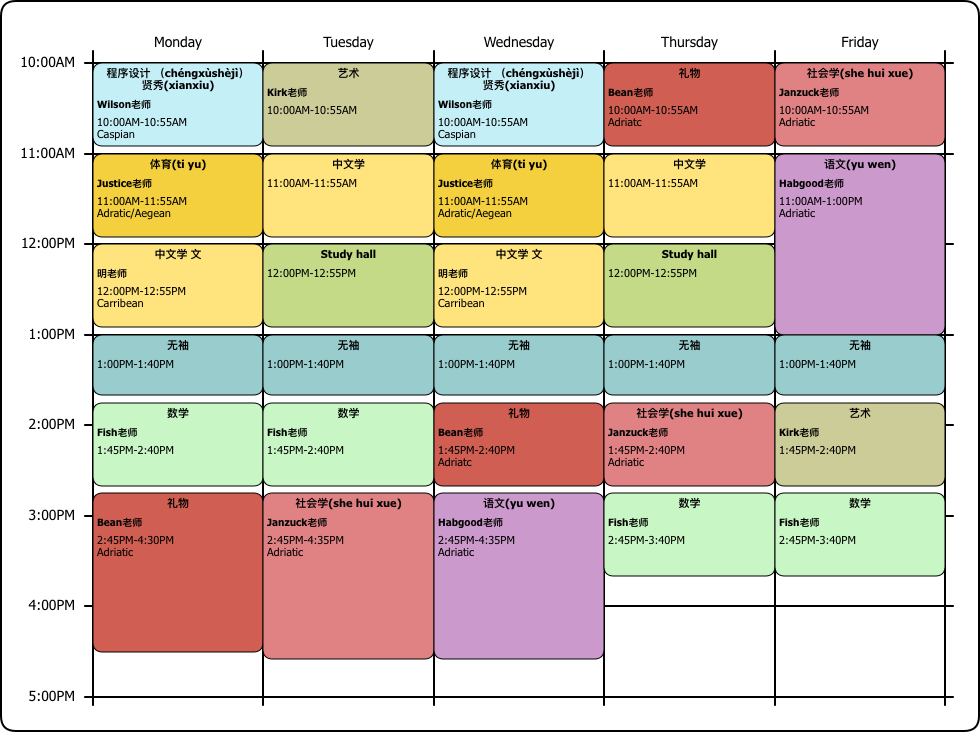 Monday Tuesday Wednesday Thursday Friday
10:00AM
11:00AM
12:00PM
1:00PM
2:00PM
3:00PM
4:00PM
5:00PM
程序设计 （chéngxùshèjì）
贤秀(xianxiu)
Wilson老师
10:00AM-10:55AM
Caspian
体育(ti yu)
Justice老师
11:00AM-11:55AM
Adratic/Aegean
中文学 文
明老师
12:00PM-12:55PM
Carribean
无袖
1:00PM-1:40PM
数学
Fish老师
1:45PM-2:40PM
礼物
Bean老师
2:45PM-4:30PM
Adriatic
艺术
Kirk老师
10:00AM-10:55AM
中文学
11:00AM-11:55AM
Study hall
12:00PM-12:55PM
无袖
1:00PM-1:40PM
数学
Fish老师
1:45PM-2:40PM
社会学(she hui xue)
Janzuck老师
2:45PM-4:35PM
Adriatic
程序设计 （chéngxùshèjì）
贤秀(xianxiu)
Wilson老师
10:00AM-10:55AM
Caspian
体育(ti yu)
Justice老师
11:00AM-11:55AM
Adratic/Aegean
中文学 文
明老师
12:00PM-12:55PM
Carribean
无袖
1:00PM-1:40PM
礼物
Bean老师
1:45PM-2:40PM
Adriatc
语文(yu wen)
Habgood老师
2:45PM-4:35PM
Adriatic
礼物
Bean老师
10:00AM-10:55AM
Adriatc
中文学
11:00AM-11:55AM
Study hall
12:00PM-12:55PM
无袖
1:00PM-1:40PM
社会学(she hui xue)
Janzuck老师
1:45PM-2:40PM
Adriatic
数学
Fish老师
2:45PM-3:40PM
社会学(she hui xue)
Janzuck老师
10:00AM-10:55AM
Adriatic
语文(yu wen)
Habgood老师
11:00AM-1:00PM
Adriatic
无袖
1:00PM-1:40PM
艺术
Kirk老师
1:45PM-2:40PM
数学
Fish老师
2:45PM-3:40PM